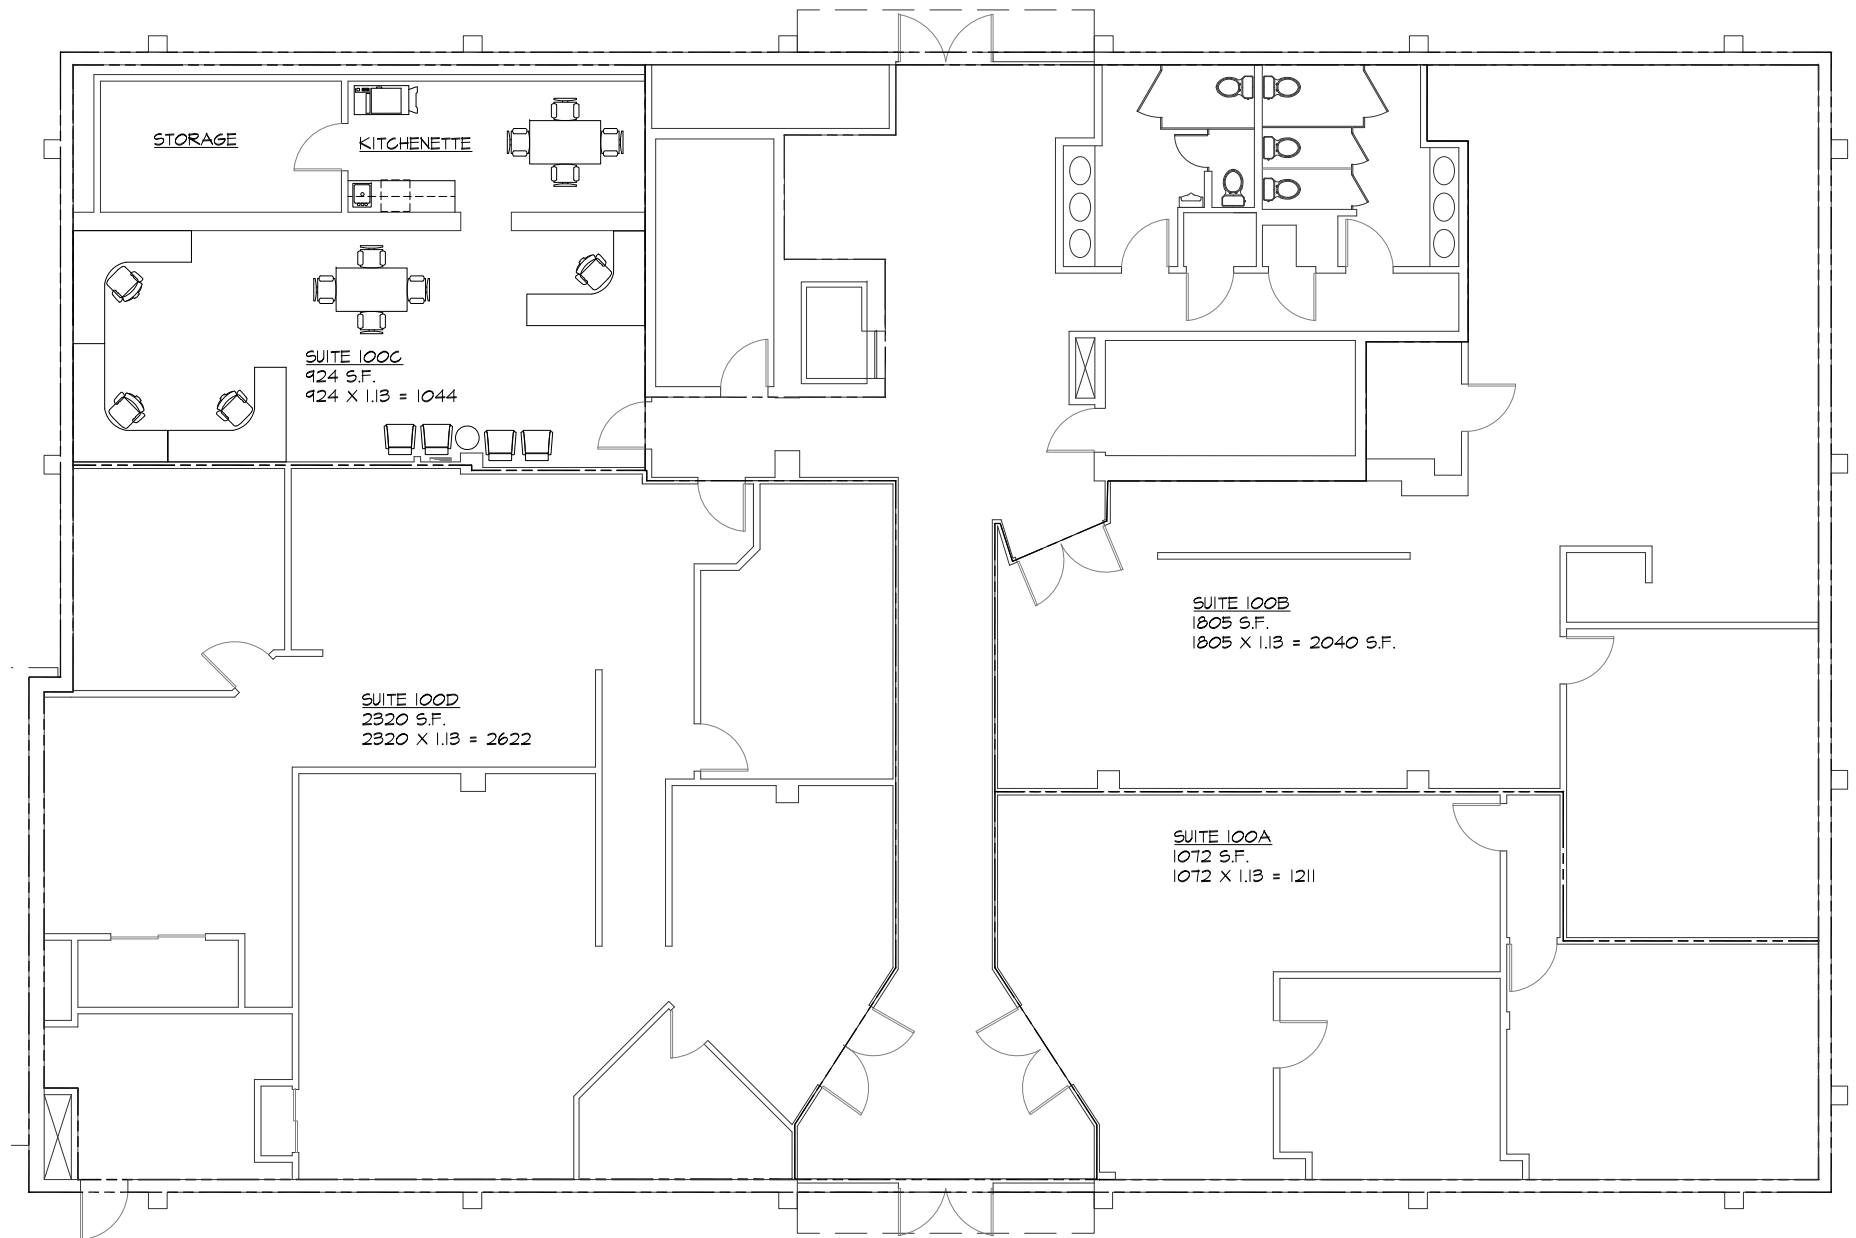 STORAGE
KITCHENETTE
SUITE 100C
924 S.F.
924 X 1.13 = 1044
SUITE 100B
1805 S.F.
1805 X 1.13 = 2040 S.F.
SUITE 100D
2320 S.F.
2320 X 1.13 = 2622
SUITE 100A
1072 S.F.
1072 X 1.13 = 1211